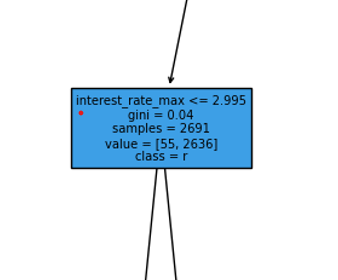 interest_rate_max <= 2.995
gini = 0.04
samples = 2691
value = [55, 2636]
class = r